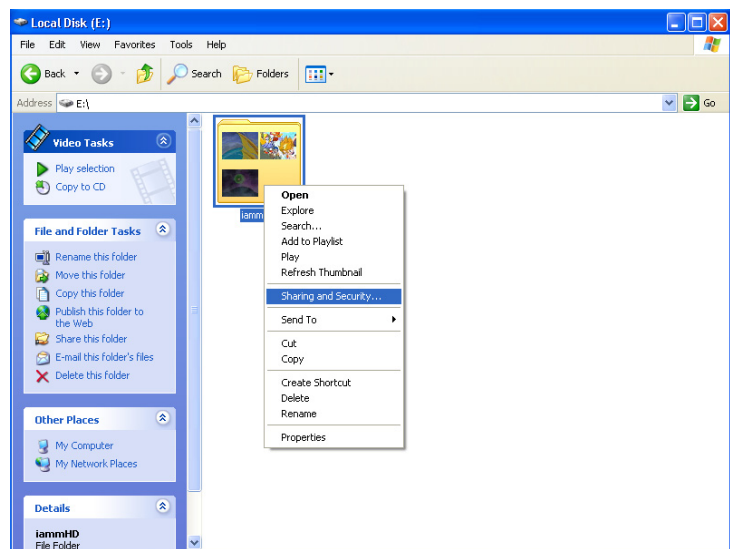 Local Disk (E:)
File Edit View Favorites Tools Help
Back Search Folders
Address E:\ Go
Video Tasks
Play selection
Copy to CD
File and Folder Tasks
Rename this folder
Move this folder
Copy this folder
Publish this folder to
the Web
Share this folder
E-mail this folder's files
Delete this folder
Other Places
My Computer
My Network Places
Details
iammHD
File Folder
iamm
Open
Explore
Search...
Add to Playlist
Play
Refresh Thumbnail
Sharing and Security...
Send To
Cut
Copy
Create Shortcut
Delete
Rename
Properties